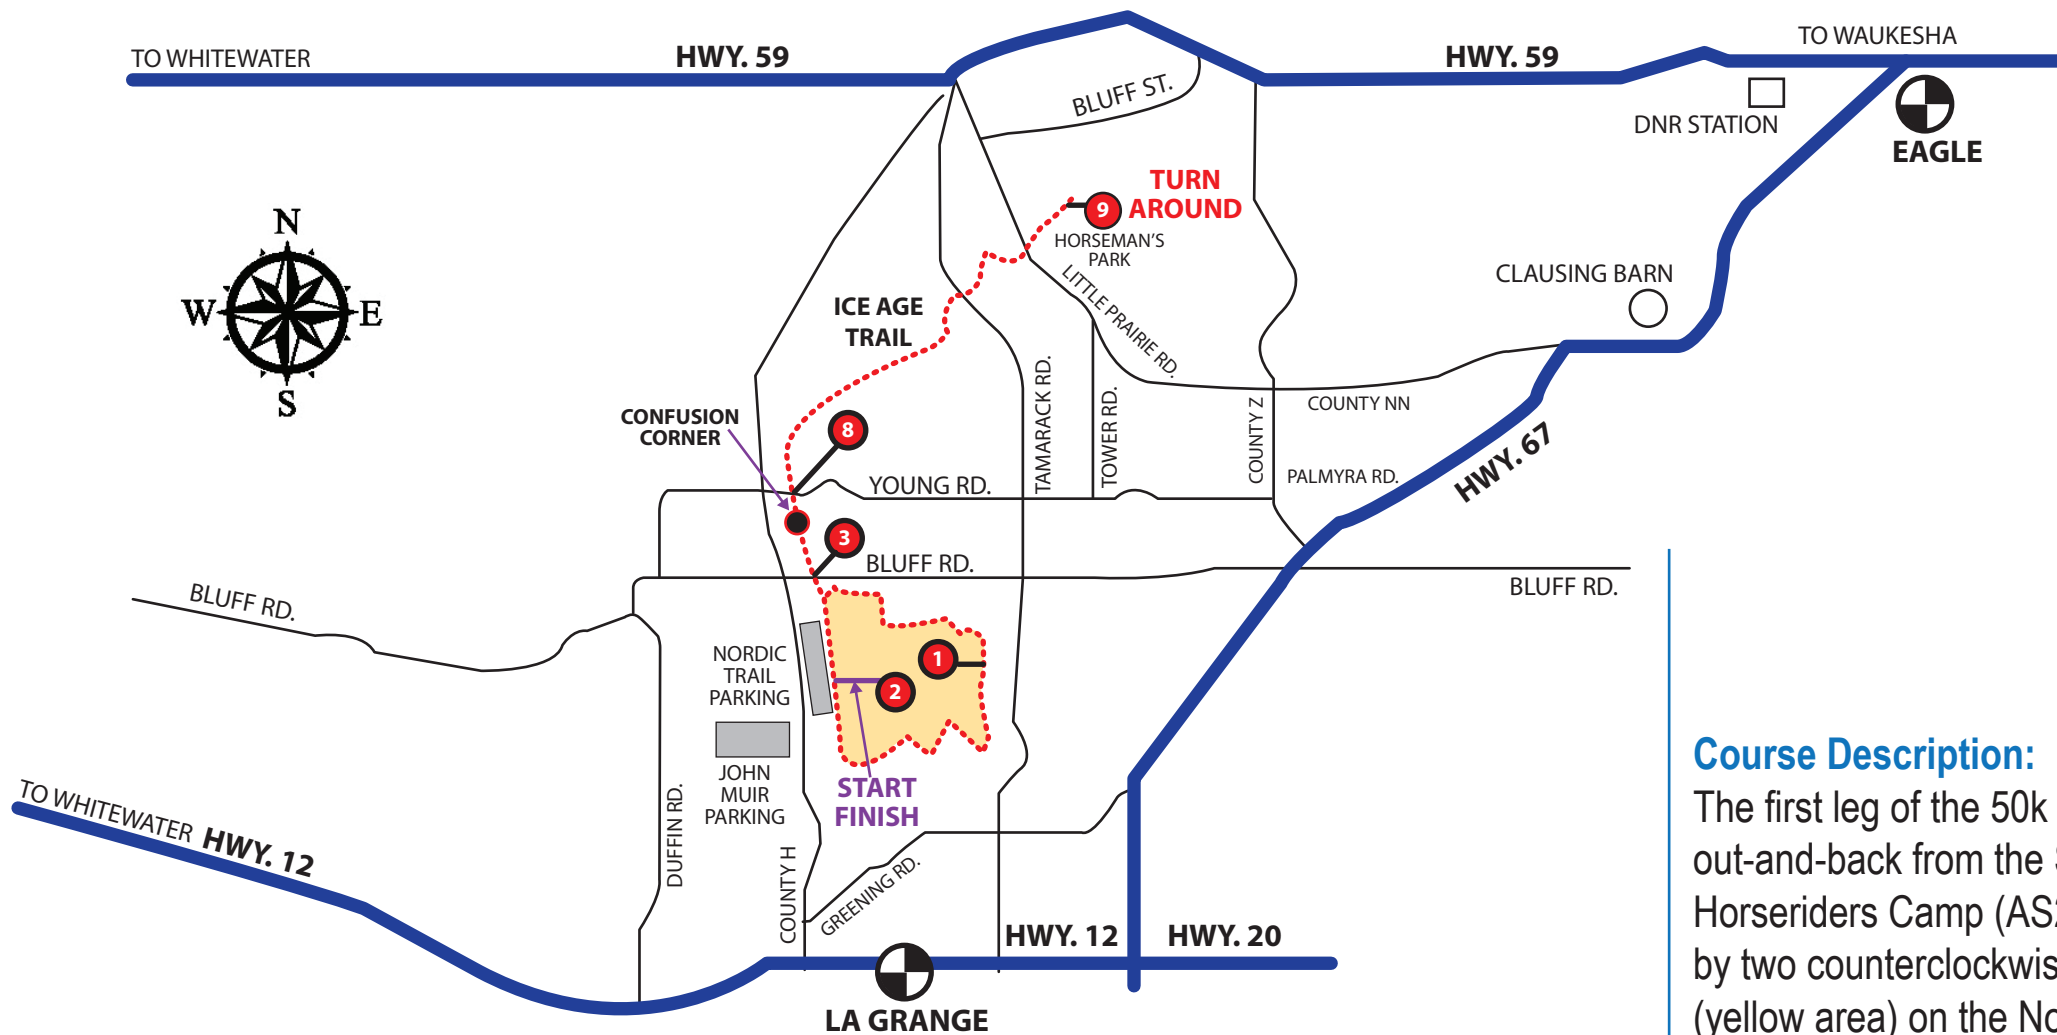 TO WHITEWATER
HWY. 59
HWY. 59
TO WAUKESHA
BLUFF ST.
DNR STATION
EAGLE
TURN
AROUND
9
HORSEMAN'S
PARK
N
W
E
S
CLAUSING BARN
LITTLE PRAIRIE RD.
ICE AGE
TRAIL
TAMARACK RD.
TOWER RD.
COUNTY Z
COUNTY NN
CONFUSION
CORNER
8
YOUNG RD.
PALMYRA RD.
HWY. 67
3
BLUFF RD.
BLUFF RD.
BLUFF RD.
NORDIC
TRAIL
PARKING
1
2
JOHN
MUIR
PARKING
START
FINISH
TO WHITEWATER
HWY. 12
DUFFIN RD.
COUNTY H
GREENING RD.
HWY. 12
HWY. 20
LA GRANGE
Course Description:
The first leg of the 50k
out-and-back from the
Horseriders Camp
by two
(yellow area) on the